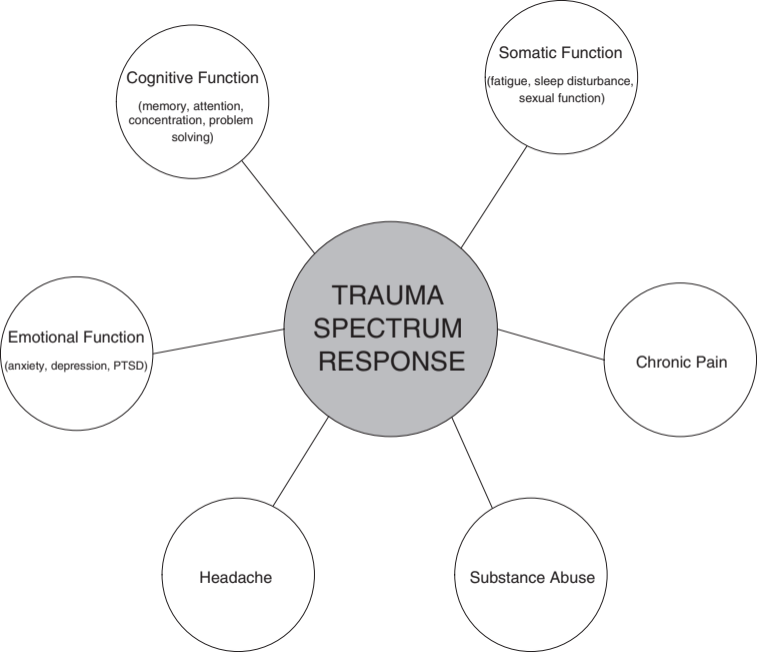 Somatic Function
(fatigue, sleep disturbance,
sexual function)
Cognitive Function
(memory, attention,
concentration, problem
solving)
TRAUMA
SPECTRUM
RESPONSE
Emotional Function
(anxiety, depression, PTSD)
Chronic Pain
Headache
Substance Abuse